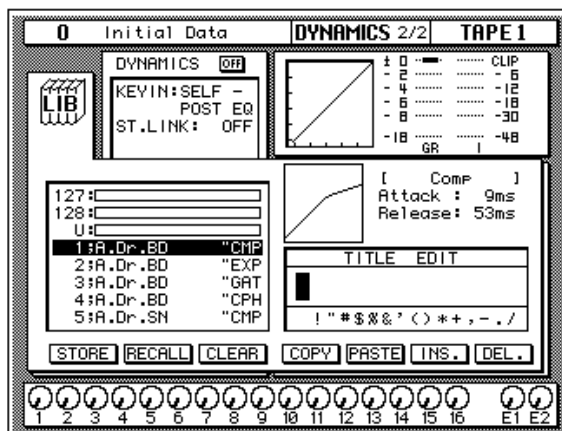 0 Initial Data DYNAMICS 2/2 TAPE 1
DYNAMICS OFF
LIB
KEYIN:SELF -
POST EQ
ST.LINK: OFF
± 0 CLIP
- 2 - 6
- 4 -12
- 6 -18
- 8 -30
-18 -48
GR I
[ Comp ]
Attack : 9ms
Release: 53ms
127:
128:
U:
1;A.Dr.BD "CMP
2;A.Dr.BD "EXP
3;A.Dr.BD "GAT
4;A.Dr.BD "CPH
5;A.Dr.SN "CMP
TITLE EDIT
!"#$%&'()*+,-./
STORE RECALL CLEAR COPY PASTE INS. DEL.
1 2 3 4 5 6 7 8 9 10 11 12 13 14 15 16 E1 E2